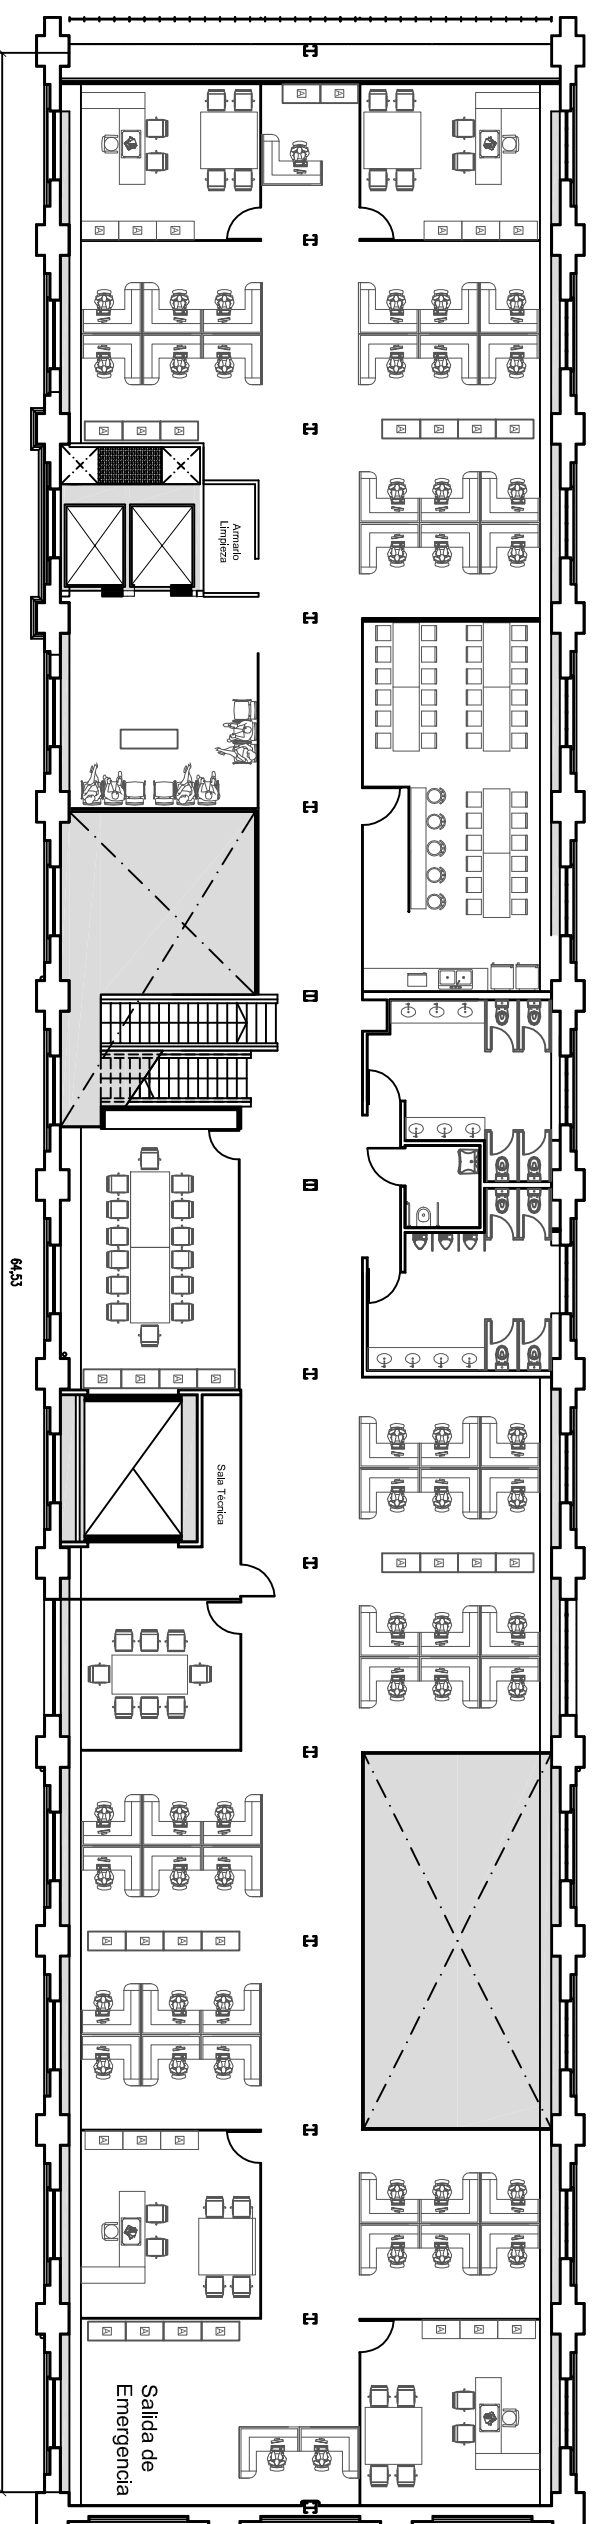 Armario
Limpieza
64,53
Sala Técnica
Salida de
Emergencia